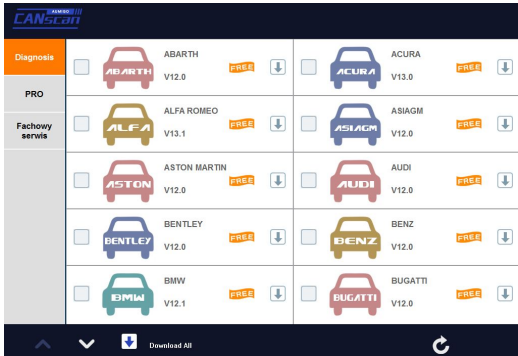 AUMIGO
CANscan
Diagnosis
PRO
Fachowy
serwis
ABARTH
ABARTH
V12.0
FREE
ACURA
ACURA
V13.0
FREE
ALFA
ALFA ROMEO
V13.1
FREE
ASIAGM
ASIAGM
V12.0
FREE
ASTON
ASTON MARTIN
V12.0
FREE
AUDI
AUDI
V12.0
FREE
BENTLEY
BENTLEY
V12.0
FREE
BENZ
BENZ
V12.0
FREE
BMW
BMW
V12.1
FREE
BUGATTI
BUGATTI
V12.0
FREE
Download All